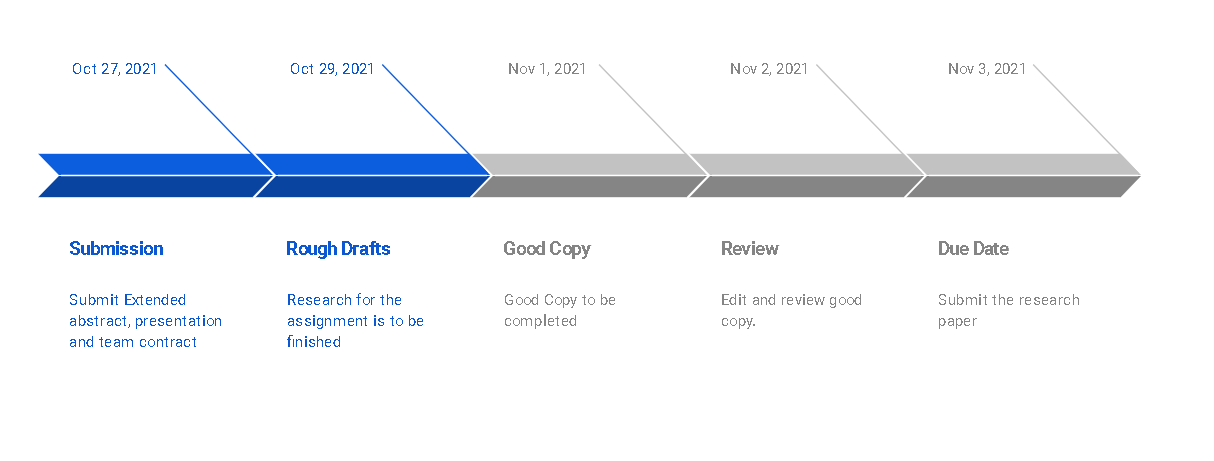 Oct 27, 2021
Oct 29, 2021
Nov 1, 2021
Nov 2, 2021
Nov 3, 2021
Submission
Rough Drafts
Good Copy
Review
Due Date
Submit Extended
abstract, presentation
and team contract
Research for the
assignment is to be
finished
Good Copy to be
completed
Edit and review good
copy.
Submit the research
paper